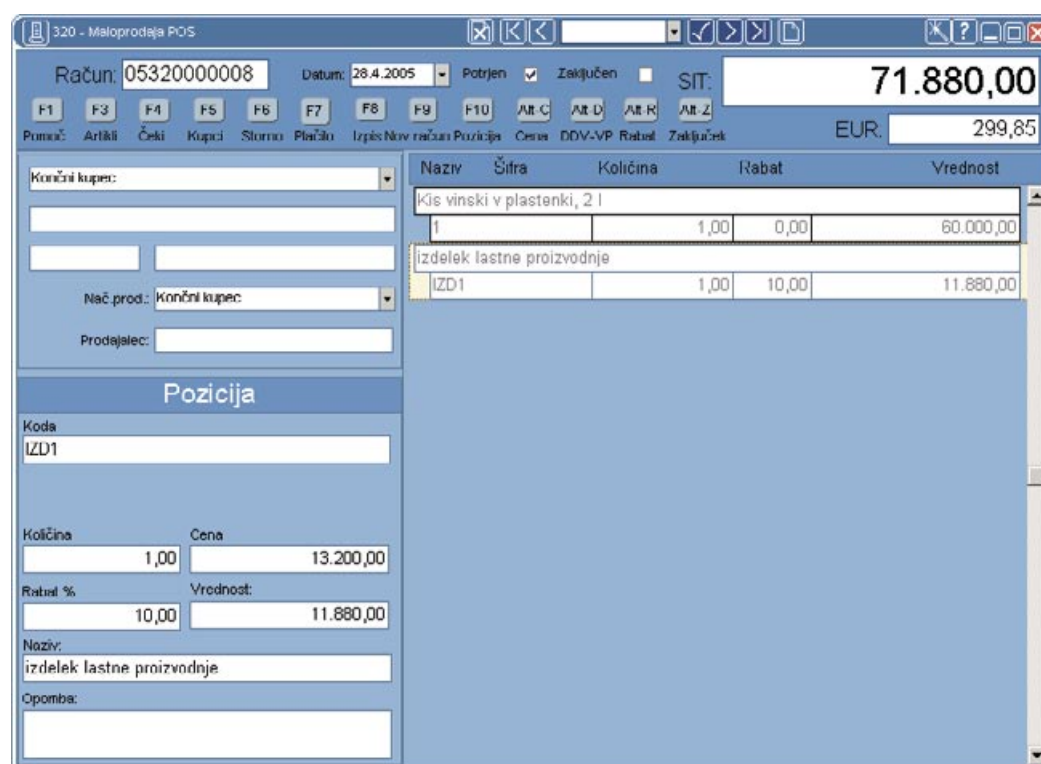 320 - Maloprodaja POS
Račun: 05320000008 Datum: 28.4.2005 Potrjen Zaključen SIT: 71.880,00
F1 F3 F4 F5 F6 F7 F8 F9 F10 Alt-C Alt-D Alt-R Alt-Z
Pomoč Artikli Čeki Kupci Storno Plačilo Izpis Nov račun Pozicija Cena DDV-VP Rabat Zaključek
EUR: 299,85
Končni kupec
Nač.prod.: Končni kupec
Prodajalec:
Pozicija
Koda
IZD1
Količina Cena
1,00 13.200,00
Rabat % Vrednost:
10,00 11.880,00
Naziv:
izdelek lastne proizvodnje
Opomba:
Naziv Šifra Količina Rabat Vrednost
Kis vinski v plastenki, 2 l
1 1,00 0,00 60.000,00
izdelek lastne proizvodnje
IZD1 1,00 10,00 11.880,00